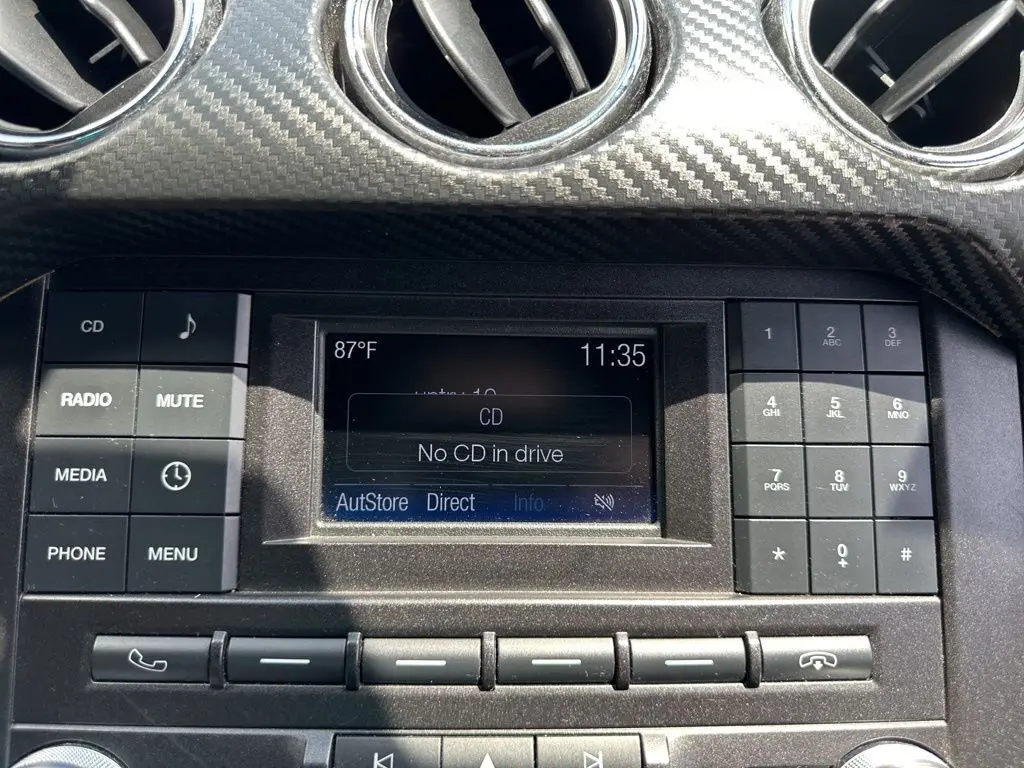 CD
RADIO MUTE
MEDIA
PHONE MENU
87°F 11:35
CD
No CD in drive
AutStore Direct Info
1 2 ABC 3 DEF
4 GHI 5 JKL 6 MNO
7 PQRS 8 TUV 9 WXYZ
* 0 + #